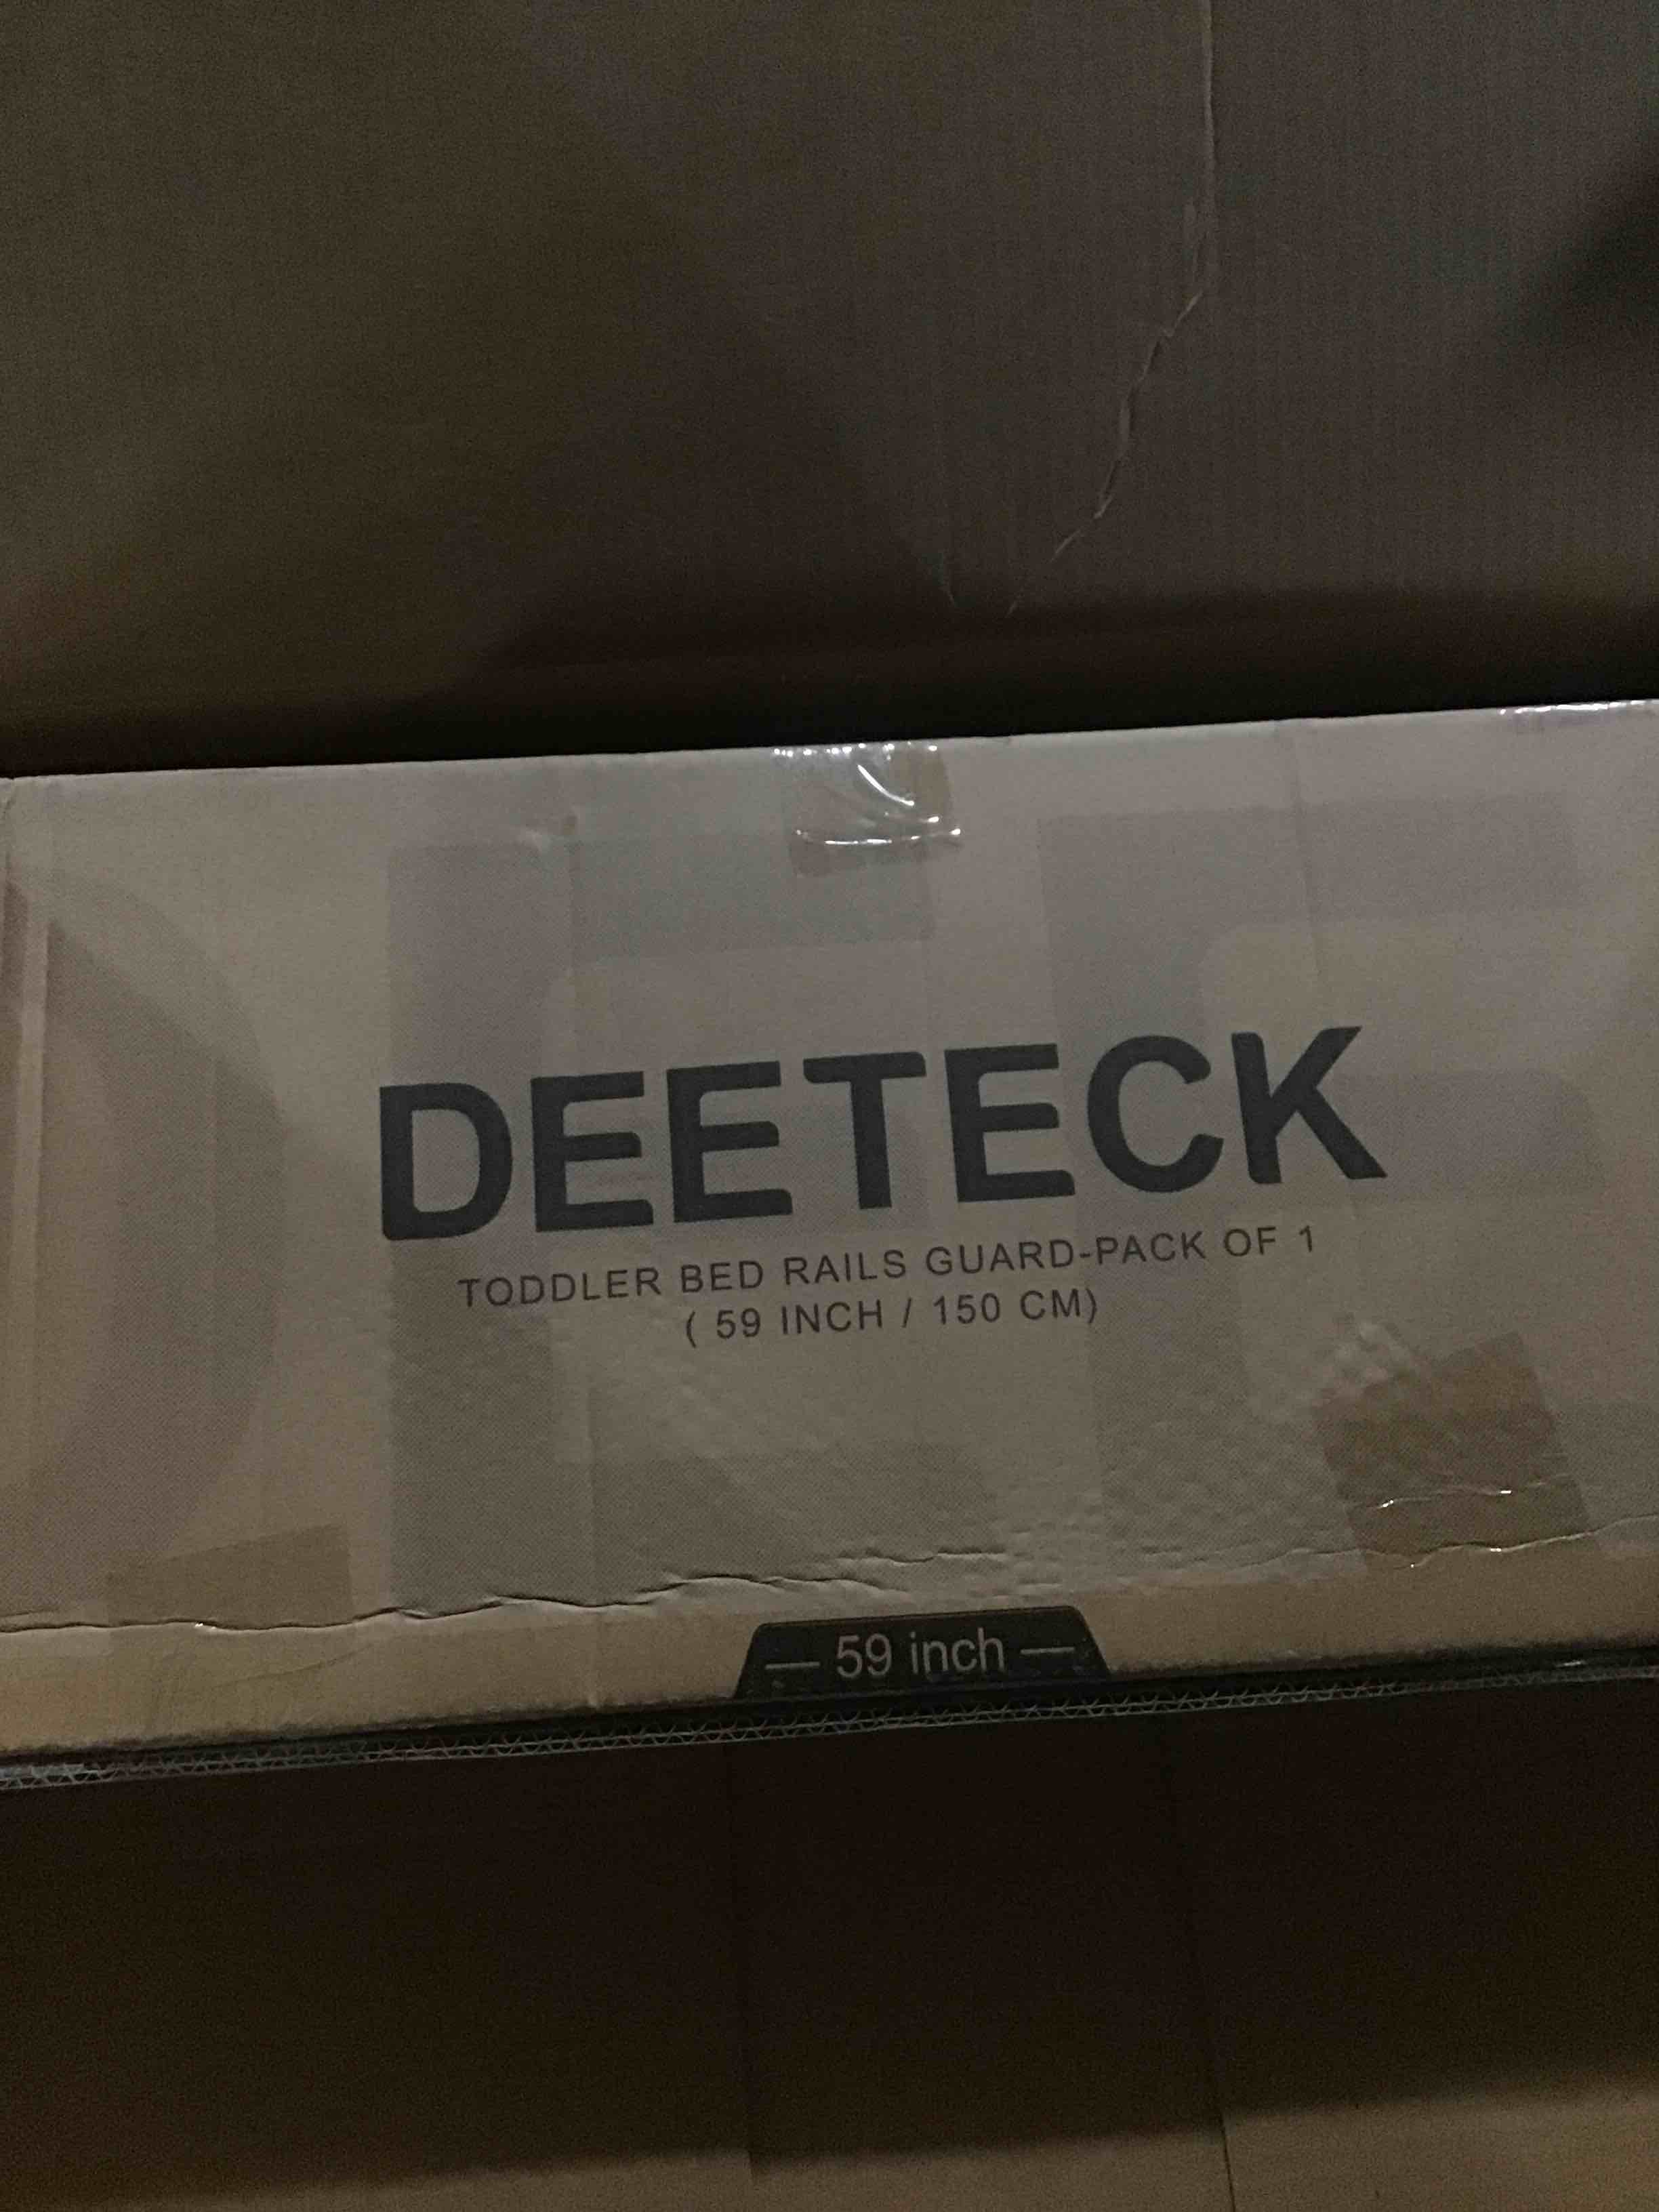 DEETECK
TODDLER BED RAILS GUARD-PACK OF 1
( 59 INCH / 150 CM)
— 59 inch —